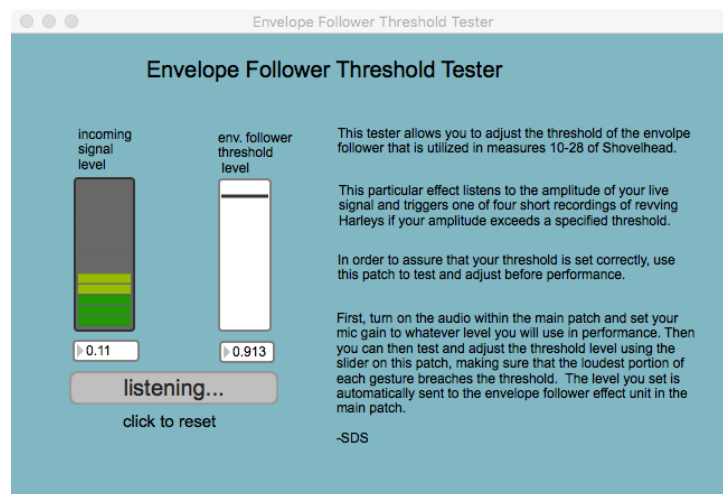 Envelope Follower Threshold Tester
Envelope Follower Threshold Tester
incoming
signal
level
env. follower
threshold
level
0.11
0.913
listening...
click to reset
This tester allows you to adjust the threshold of the envolpe
follower that is utilized in measures 10-28 of Shovelhead.
This particular effect listens to the amplitude of your live
signal and triggers one of four short recordings of revving
Harleys if your amplitude exceeds a specified threshold.
In order to assure that your threshold is set correctly, use
this patch to test and adjust before performance.
First, turn on the audio within the main patch and set your
mic gain to whatever level you will use in performance. Then
you can then test and adjust the threshold level using the
slider on this patch, making sure that the loudest portion of
each gesture breaches the threshold.  The level you set is
automatically sent to the envelope follower effect unit in the
main patch.
-SDS